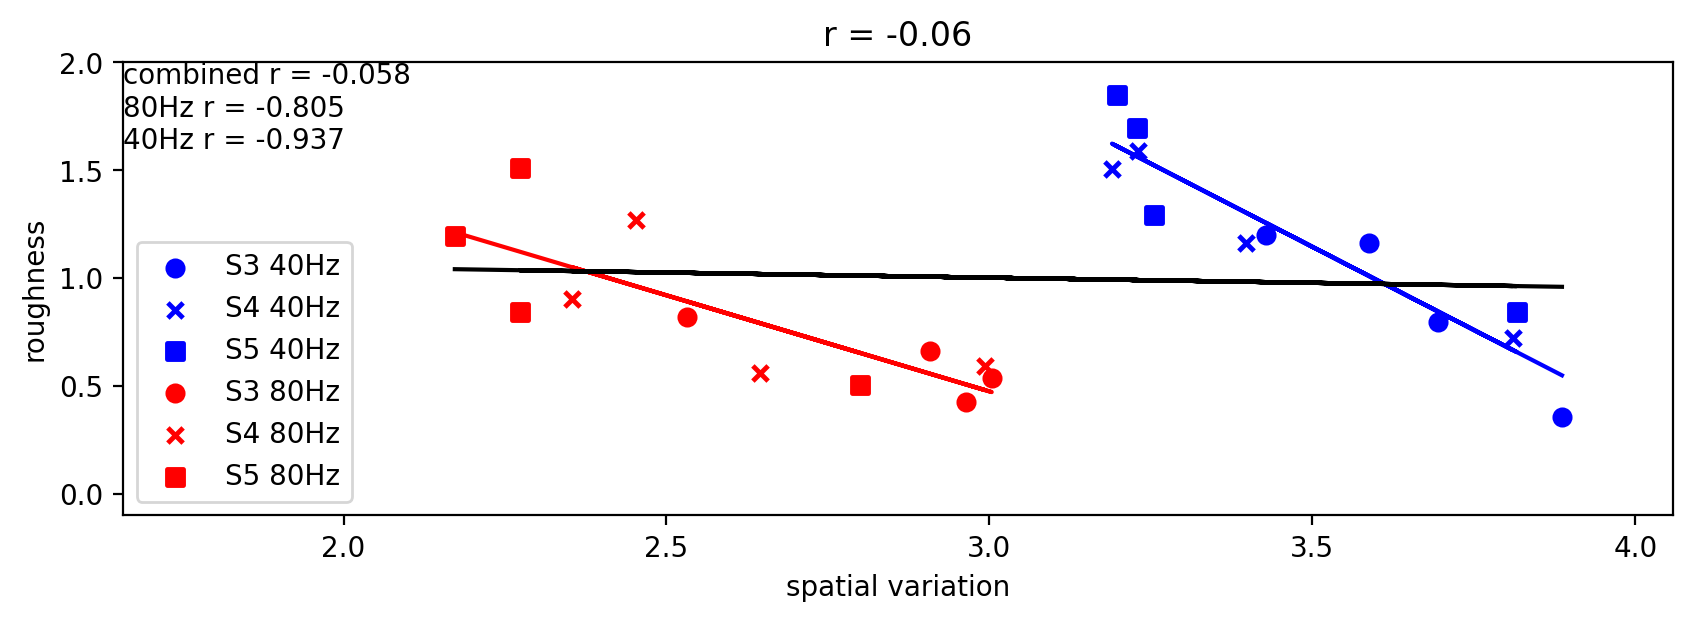 r = -0.06
combined r = -0.058
80Hz r = -0.805
40Hz r = -0.937
2.0
1.5
1.0
0.5
0.0
roughness
S3 40Hz
S4 40Hz
S5 40Hz
S3 80Hz
S4 80Hz
S5 80Hz
2.0 2.5 3.0 3.5 4.0
spatial variation